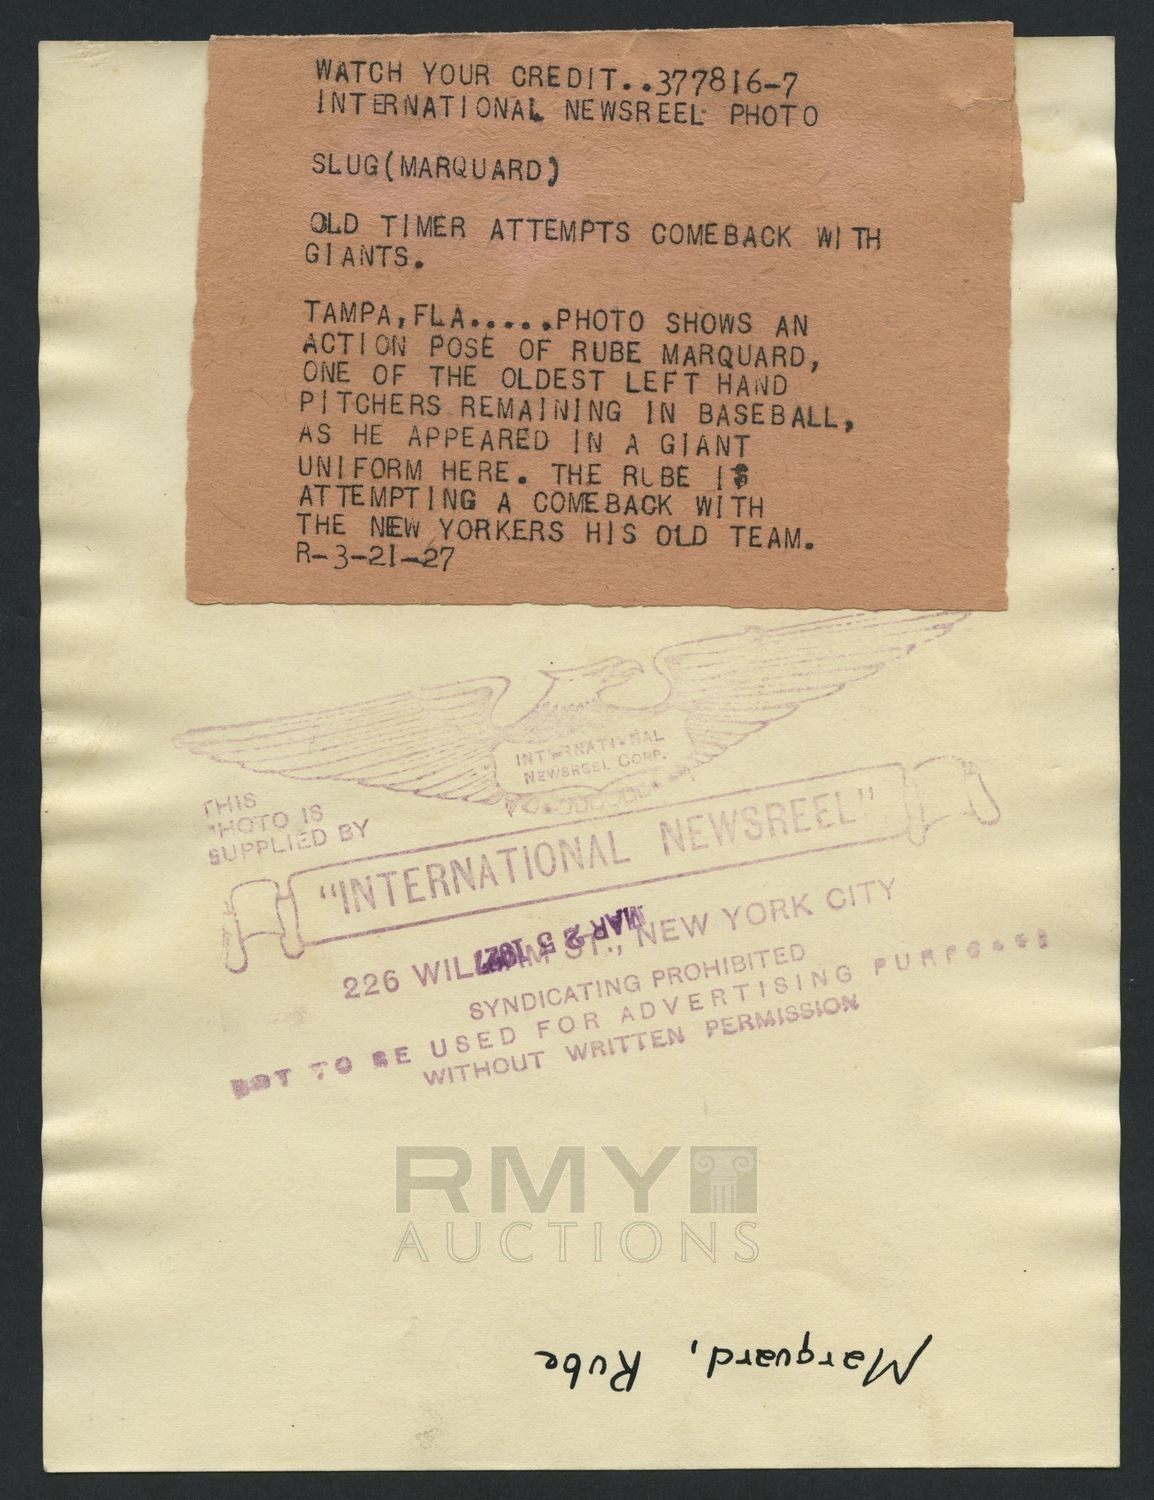 WATCH YOUR CREDIT..377816-7
INTERNATIONAL NEWSREEL PHOTO
SLUG(MARQUARD)
OLD TIMER ATTEMPTS COMEBACK WITH
GIANTS.
TAMPA,FLA.....PHOTO SHOWS AN
ACTION POSE OF RUBE MARQUARD,
ONE OF THE OLDEST LEFT HAND
PITCHERS REMAINING IN BASEBALL,
AS HE APPEARED IN A GIANT
UNIFORM HERE. THE RUBE IS
ATTEMPTING A COMEBACK WITH
THE NEW YORKERS HIS OLD TEAM.
R-3-21-27
INTERNATIONAL
NEWSREEL CORP.
THIS
PHOTO IS
SUPPLIED BY
"INTERNATIONAL NEWSREEL"
226 WILLIAM ST., NEW YORK CITY
MAR 25 1927
SYNDICATING PROHIBITED
NOT TO BE USED FOR ADVERTISING PURPOSES
WITHOUT WRITTEN PERMISSION
RMY
AUCTIONS
Marquard, Rube